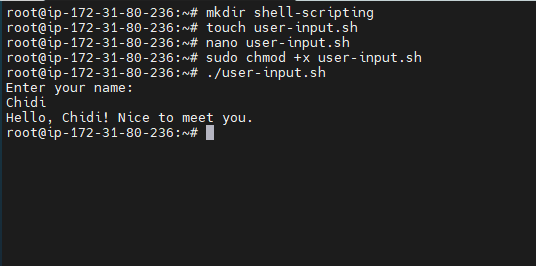 root@ip-172-31-80-236:~# mkdir shell-scripting
root@ip-172-31-80-236:~# touch user-input.sh
root@ip-172-31-80-236:~# nano user-input.sh
root@ip-172-31-80-236:~# sudo chmod +x user-input.sh
root@ip-172-31-80-236:~# ./user-input.sh
Enter your name:
Chidi
Hello, Chidi! Nice to meet you.
root@ip-172-31-80-236:~#